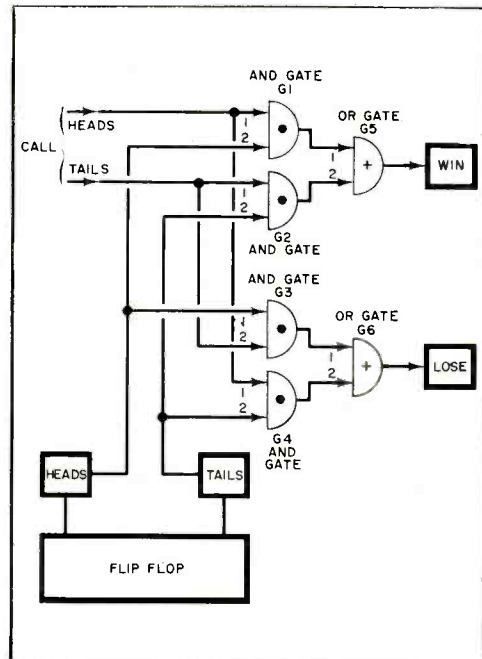 AND GATE
G1
HEADS
CALL
TAILS
1
2
OR GATE
G5
1
2
+
WIN
1
2
G2
AND GATE
AND GATE
G3
1
2
OR GATE
G6
1
2
+
LOSE
1
2
G4
AND
GATE
HEADS
TAILS
FLIP FLOP